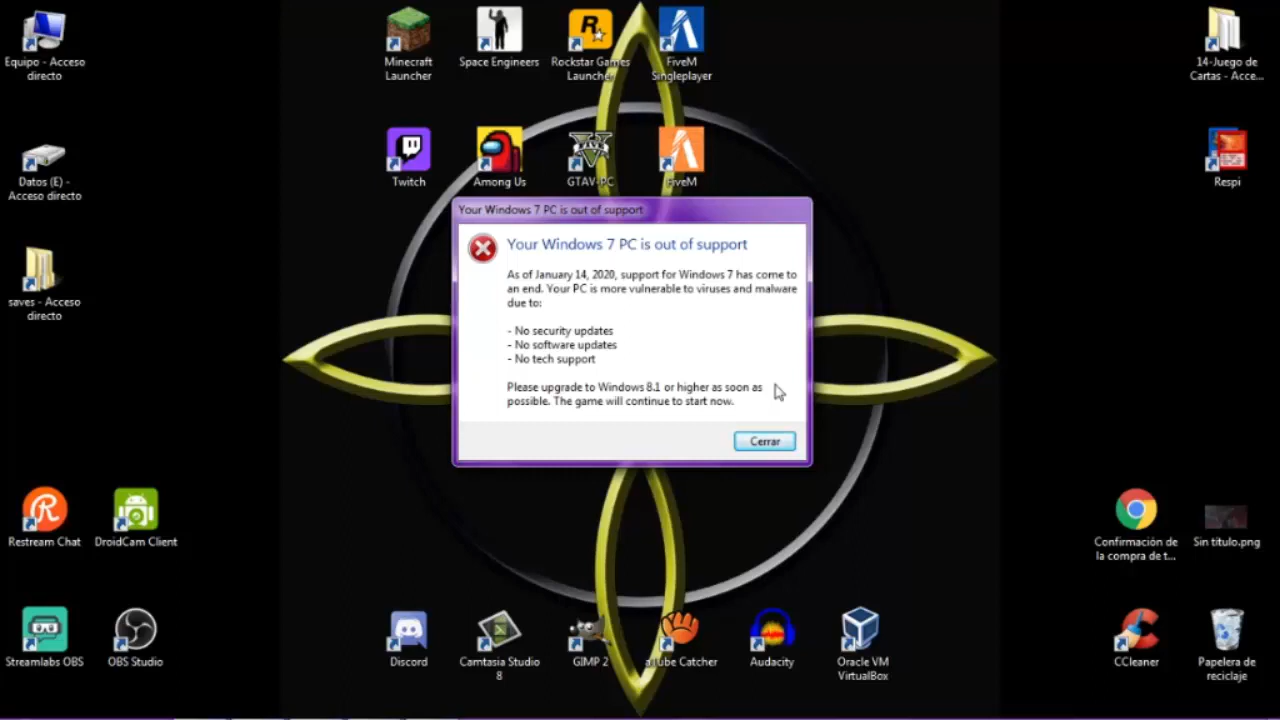 Equipo - Acceso
directo
Minecraft
Launcher
Space Engineers
Rockstar Games
Launcher
FiveM
Singleplayer
14-Juego de
Cartas - Acce...
Datos (E) -
Acceso directo
Twitch
Among Us
GTAV-PC
FiveM
Respi
saves - Acceso
directo
Your Windows 7 PC is out of support
Your Windows 7 PC is out of support
As of January 14, 2020, support for Windows 7 has come to
an end. Your PC is more vulnerable to viruses and malware
due to:
- No security updates
- No software updates
- No tech support
Please upgrade to Windows 8.1 or higher as soon as
possible. The game will continue to start now.
Cerrar
Restream Chat
DroidCam Client
Confirmación de
la compra de t...
Sin título.png
Streamlabs OBS
OBS Studio
Discord
Camtasia Studio
8
GIMP 2
aTube Catcher
Audacity
Oracle VM
VirtualBox
CCleaner
Papelera de
reciclaje